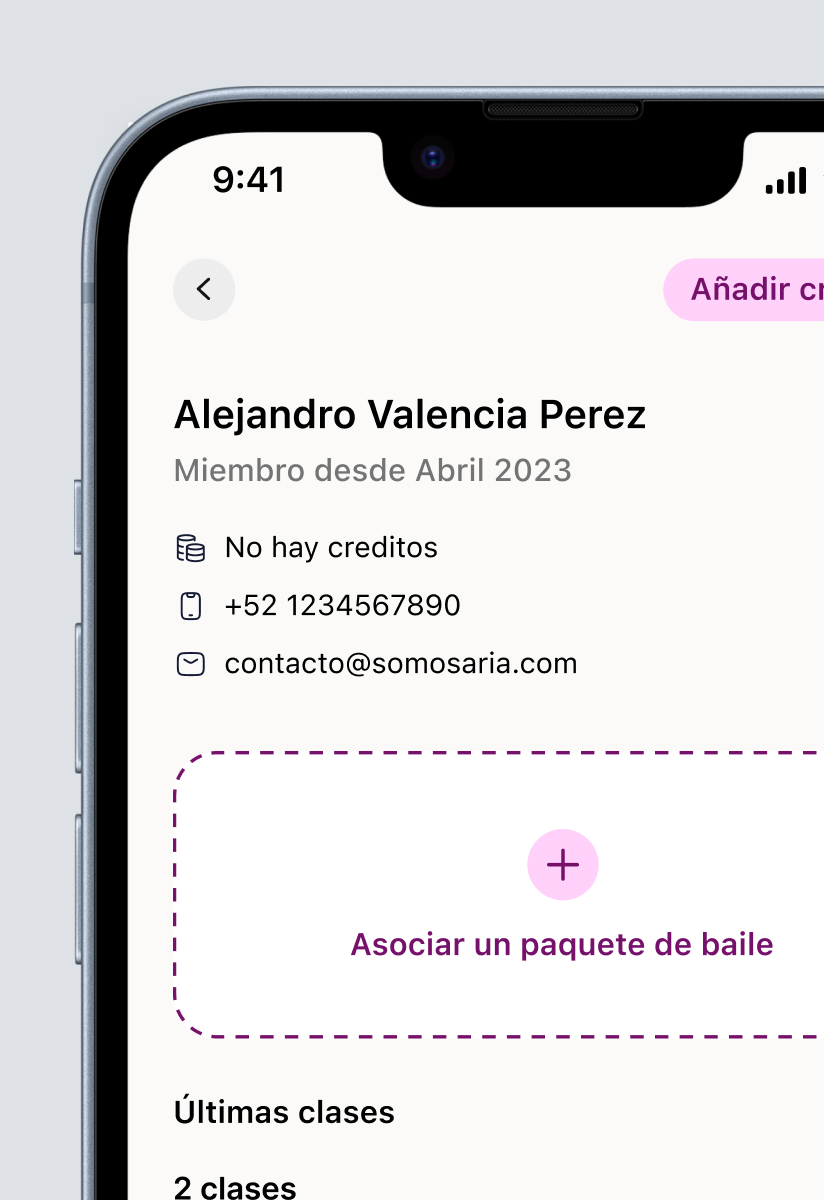 9:41
Añadir
Alejandro Valencia Perez
Miembro desde Abril 2023
No hay creditos
+52 1234567890
contacto@somosaria.com
Asociar un paquete de baile
Últimas clases
2 clases